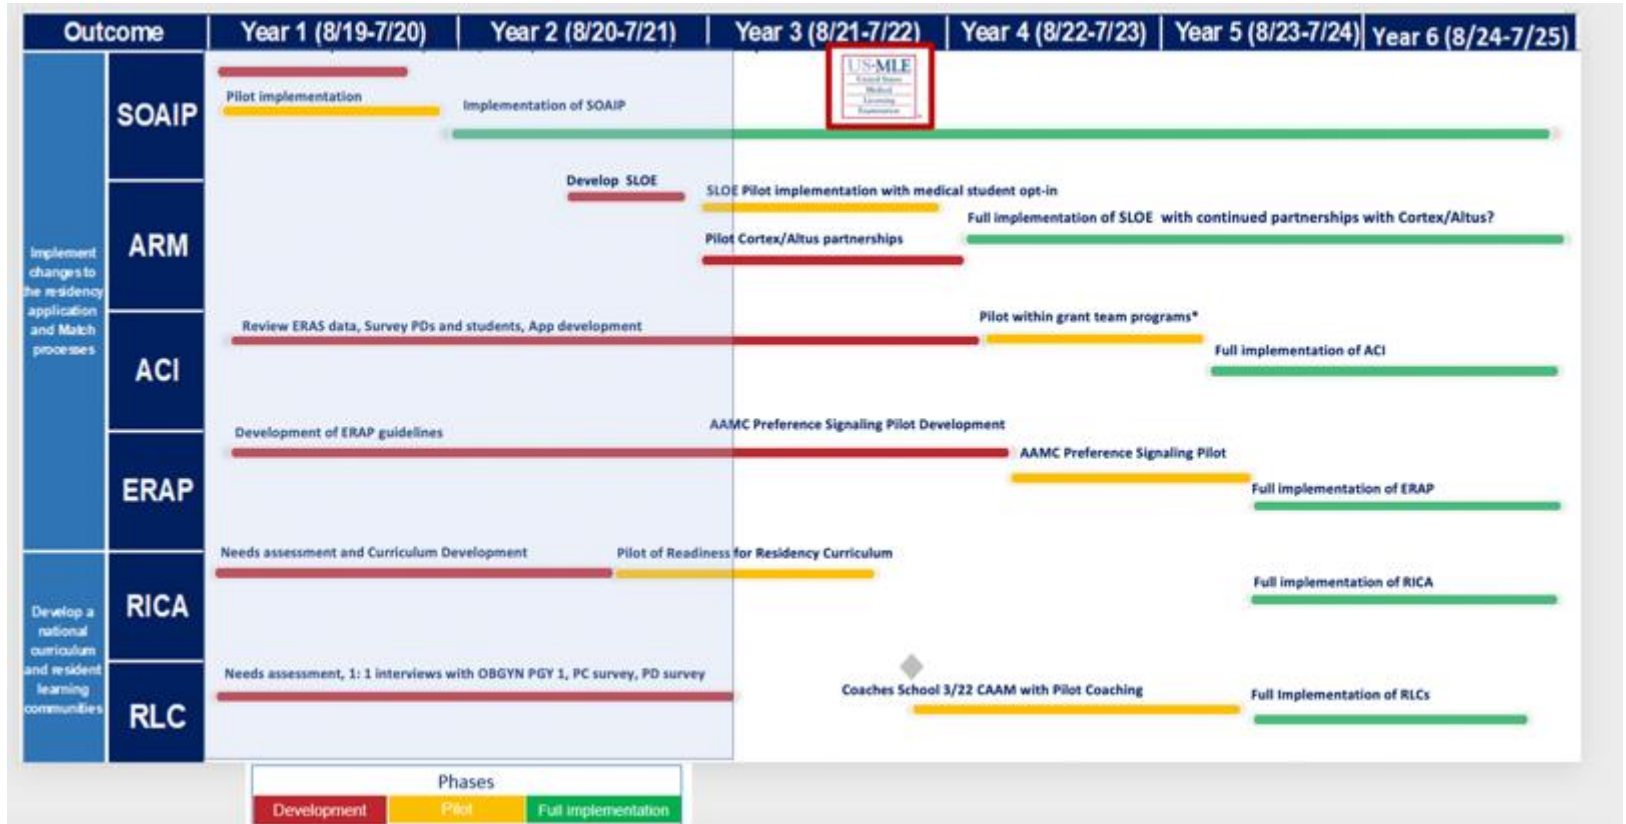 Outcome
Year 1 (8/19-7/20)
Year 2 (8/20-7/21)
Year 3 (8/21-7/22)
Year 4 (8/22-7/23)
Year 5 (8/23-7/24)
Year 6 (8/24-7/25)
Implement
changes to
the residency
application
and Match
processes
SOAIP
Pilot implementation
Implementation of SOAIP
US·MLE
United States
Medical
Licensing
Examination
ARM
Develop SLOE
SLOE Pilot implementation with medical student opt-in
Full implementation of SLOE with continued partnerships with Cortex/Altus?
Pilot Cortex/Altus partnerships
ACI
Review ERAS data, Survey PDs and students, App development
Pilot within grant team programs*
Full implementation of ACI
ERAP
Development of ERAP guidelines
AAMC Preference Signaling Pilot Development
AAMC Preference Signaling Pilot
Full implementation of ERAP
Develop a
national
curriculum
and resident
learning
communities
RICA
Needs assessment and Curriculum Development
Pilot of Readiness for Residency Curriculum
Full implementation of RICA
RLC
Needs assessment, 1: 1 interviews with OBGYN PGY 1, PC survey, PD survey
Coaches School 3/22 CAAM with Pilot Coaching
Full Implementation of RLCs
Phases
Development
Pilot
Full implementation